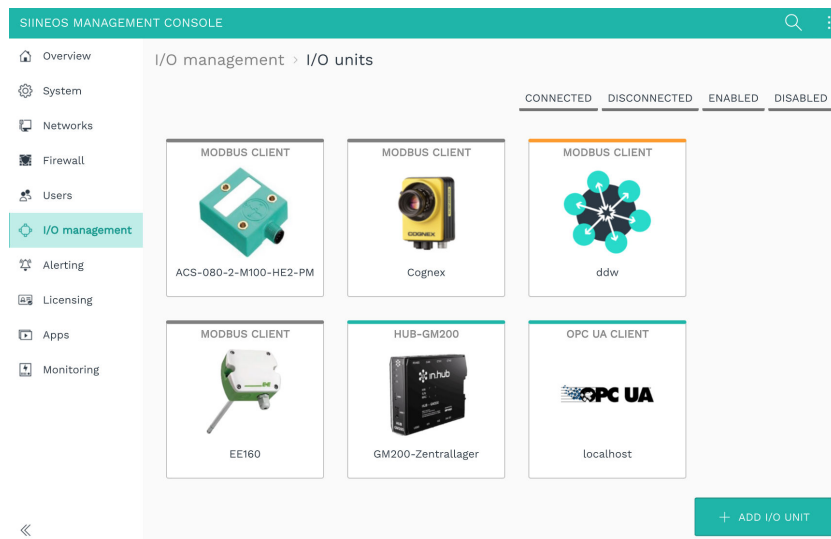 SIINEOS MANAGEMENT CONSOLE
Overview
System
Networks
Firewall
Users
I/O management
Alerting
Licensing
Apps
Monitoring
I/O management > I/O units
CONNECTED DISCONNECTED ENABLED DISABLED
MODBUS CLIENT
ACS-080-2-M100-HE2-PM
MODBUS CLIENT
COGNEX
Cognex
MODBUS CLIENT
ddw
MODBUS CLIENT
EE160
HUB-GM200
in.hub
GM200-Zentrallager
OPC UA CLIENT
OPC UA
localhost
+ ADD I/O UNIT